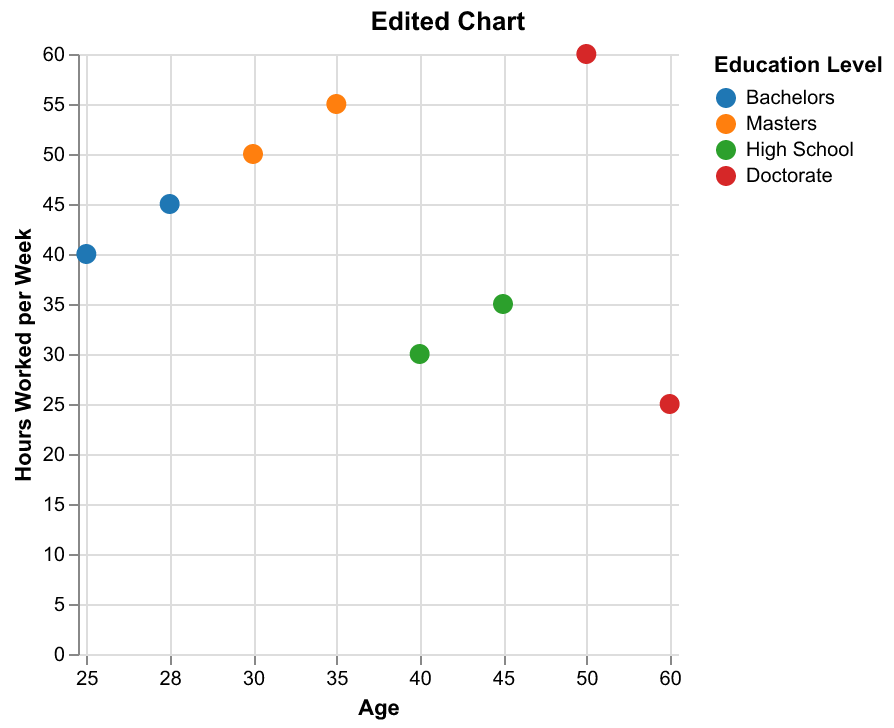 Edited Chart
60
55
50
45
40
35
30
25
20
15
10
5
0
Hours Worked per Week
25 28 30 35 40 45 50 60
Age
Education Level
Bachelors
Masters
High School
Doctorate